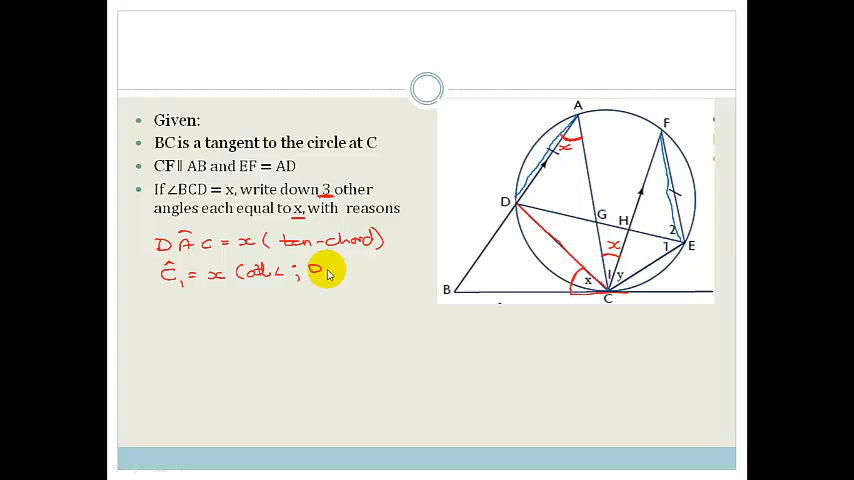 Given:
BC is a tangent to the circle at C
CF ∥ AB and EF = AD
If ∠BCD = x, write down 3 other
angles each equal to x, with reasons
DÂC = x (tan-chord)
Ĉ₁ = x (alt ∠ ;
A
F
x
D
G
H
2
x
1
E
1
x
y
B
C